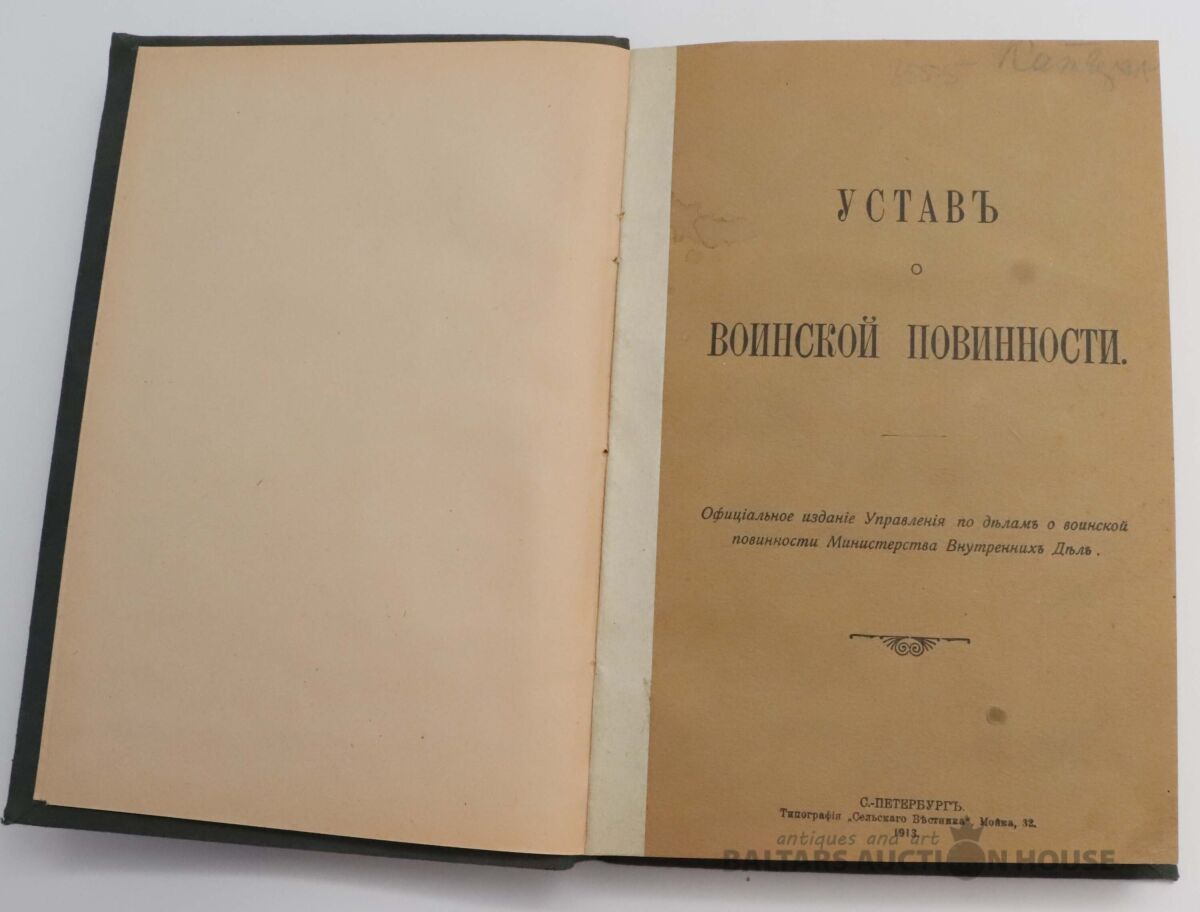 УСТАВЪ
О
ВОИНСКОЙ ПОВИННОСТИ.
Офиціальное изданіе Управленія по дѣламъ о воинской
повинности Министерства Внутреннихъ Дѣлъ.
С.-ПЕТЕРБУРГЪ.
Типографія „Сельскаго Вѣстника", Мойка, 32.
1913.
antiques and art
BALTARS AUCTION HOUSE